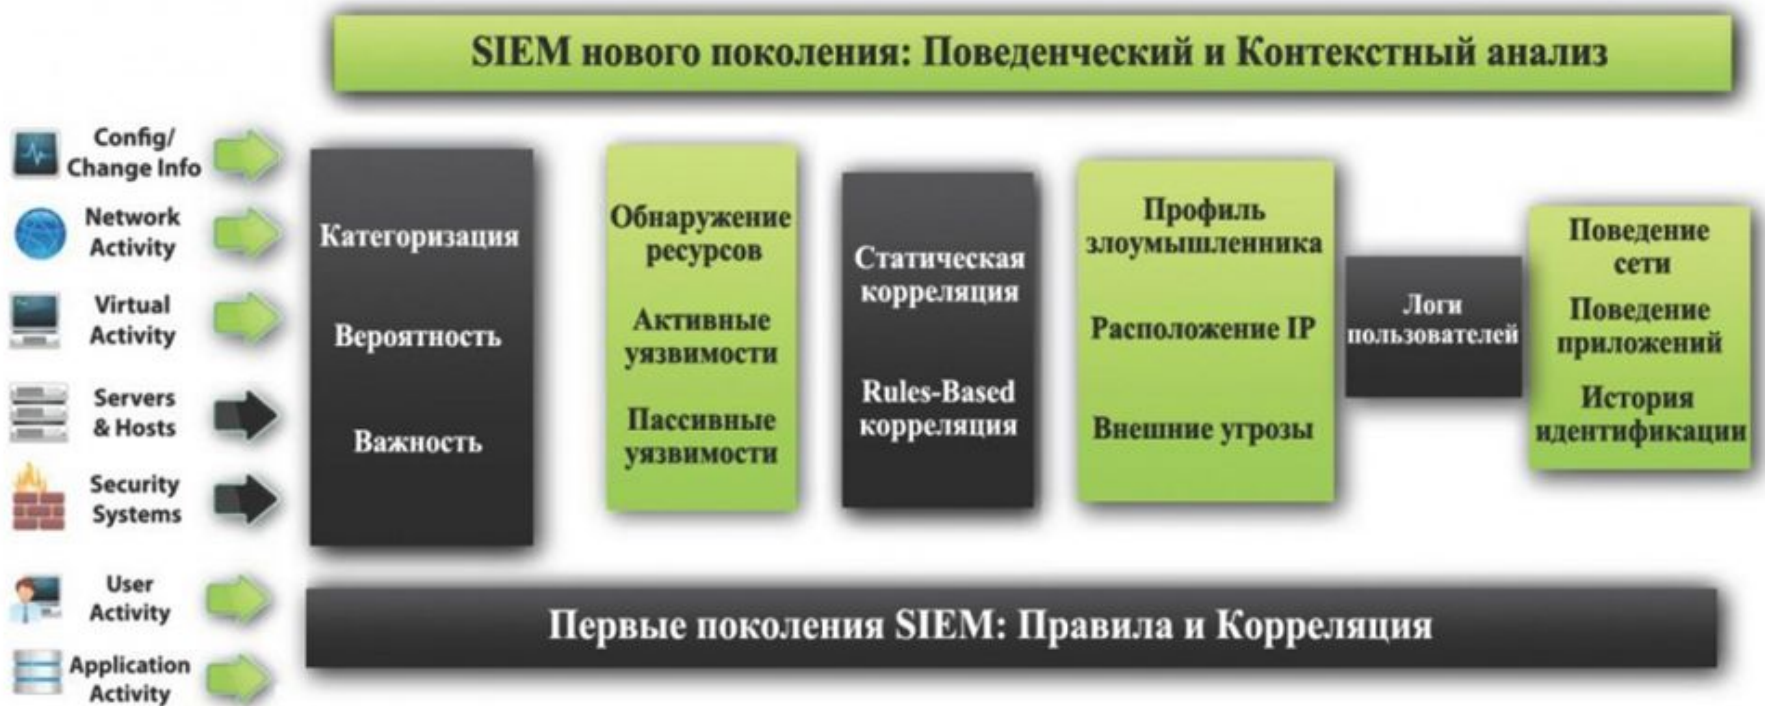 SIEM нового поколения: Поведенческий и Контекстный анализ
Config/
Change Info
Network
Activity
Virtual
Activity
Servers
& Hosts
Security
Systems
User
Activity
Application
Activity
Категоризация
Вероятность
Важность
Обнаружение
ресурсов
Активные
уязвимости
Пассивные
уязвимости
Статическая
корреляция
Rules-Based
корреляция
Профиль
злоумышленника
Расположение IP
Внешние угрозы
Логи
пользователей
Поведение
сети
Поведение
приложений
История
идентификации
Первые поколения SIEM: Правила и Корреляция